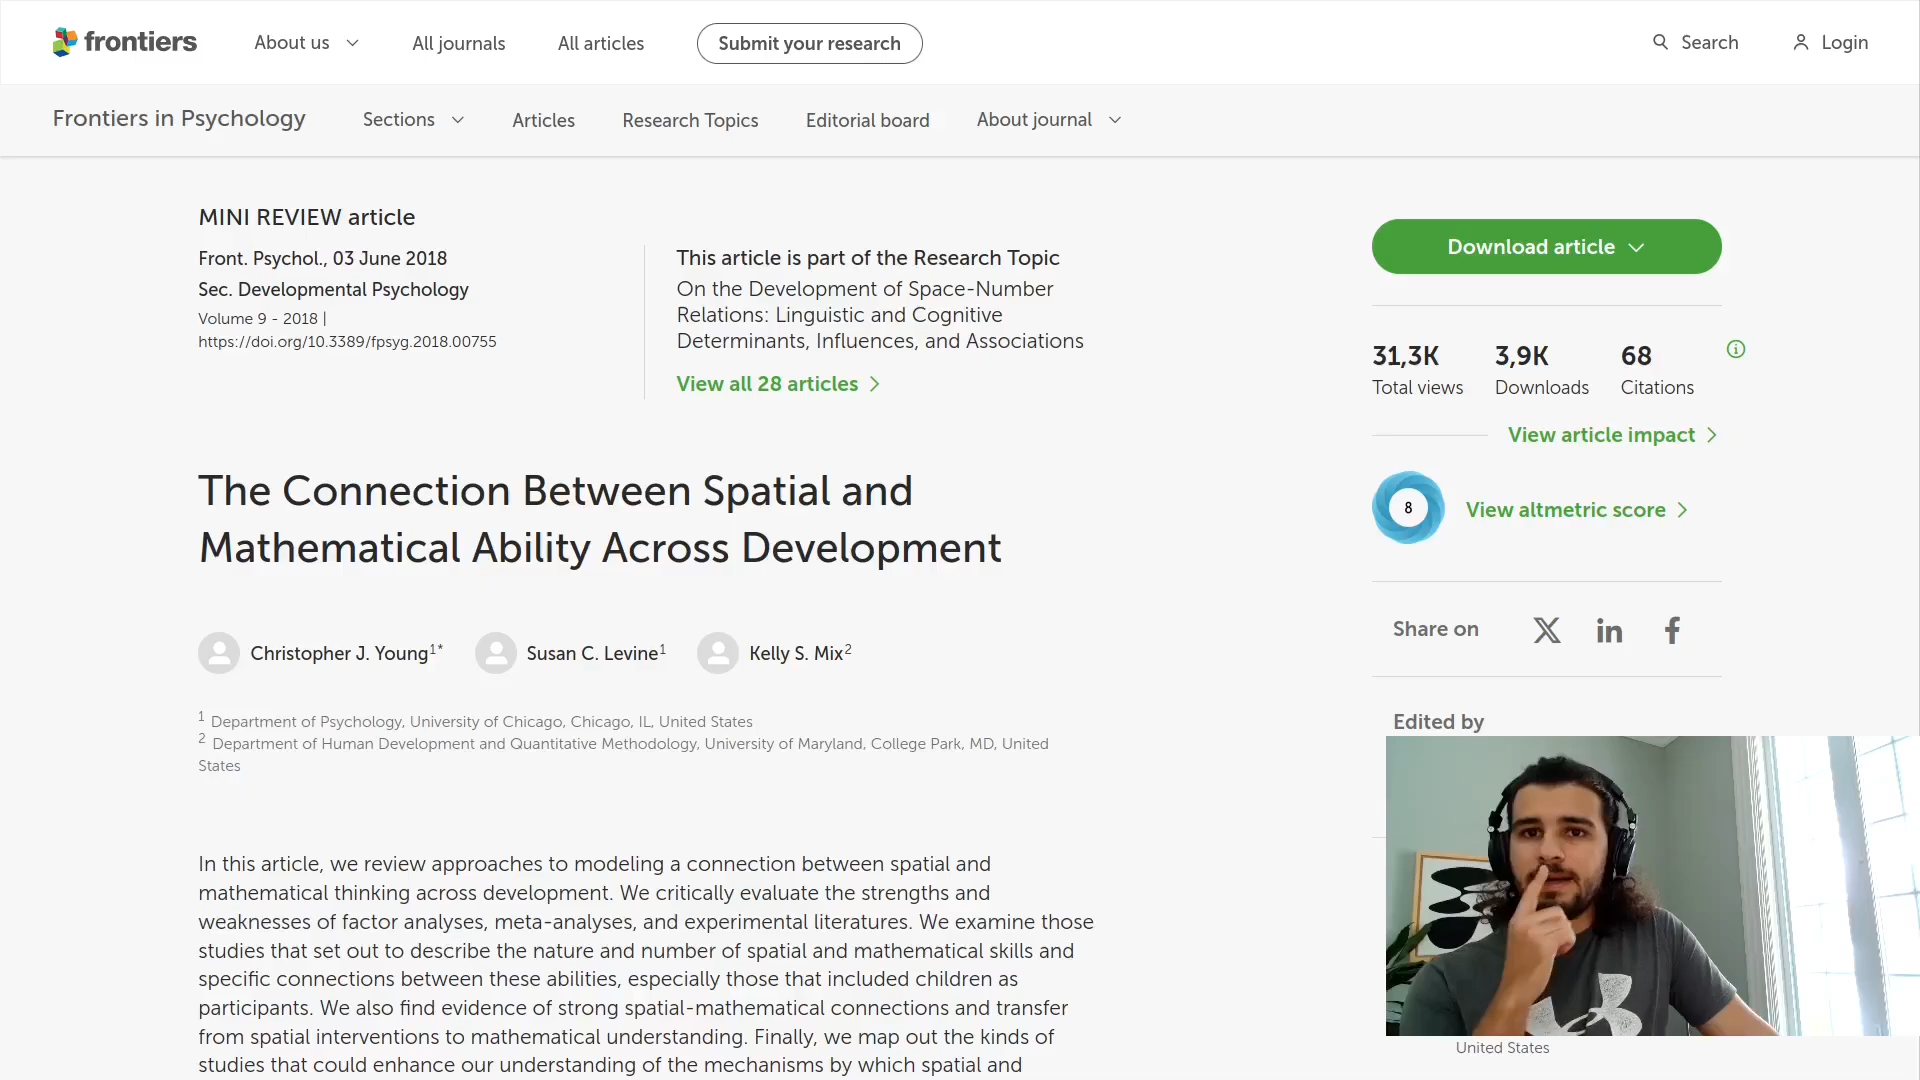 frontiers
About us
All journals
All articles
Submit your research
Search
Login
Frontiers in Psychology
Sections
Articles
Research Topics
Editorial board
About journal
MINI REVIEW article
Front. Psychol., 03 June 2018
Sec. Developmental Psychology
Volume 9 - 2018 |
https://doi.org/10.3389/fpsyg.2018.00755
This article is part of the Research Topic
On the Development of Space-Number
Relations: Linguistic and Cognitive
Determinants, Influences, and Associations
View all 28 articles
Download article
31,3K
Total views
3,9K
Downloads
68
Citations
View article impact
8
View altmetric score
Share on
Edited by
United States
The Connection Between Spatial and
Mathematical Ability Across Development
Christopher J. Young1* Susan C. Levine1 Kelly S. Mix2
1 Department of Psychology, University of Chicago, Chicago, IL, United States
2 Department of Human Development and Quantitative Methodology, University of Maryland, College Park, MD, United
States
In this article, we review approaches to modeling a connection between spatial and
mathematical thinking across development. We critically evaluate the strengths and
weaknesses of factor analyses, meta-analyses, and experimental literatures. We examine those
studies that set out to describe the nature and number of spatial and mathematical skills and
specific connections between these abilities, especially those that included children as
participants. We also find evidence of strong spatial-mathematical connections and transfer
from spatial interventions to mathematical understanding. Finally, we map out the kinds of
studies that could enhance our understanding of the mechanisms by which spatial and